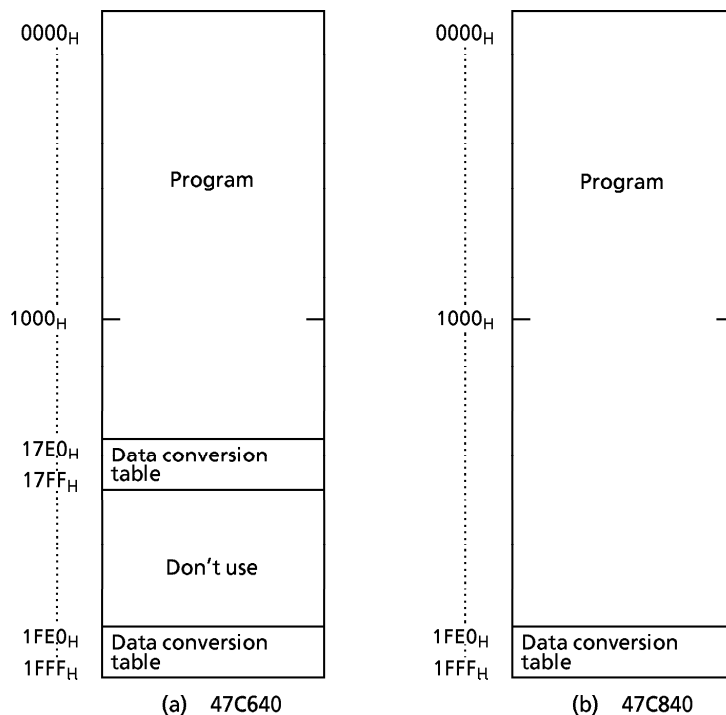 0000H
Program
1000H
17E0H
Data conversion
table
17FFH
Don't use
1FE0H
Data conversion
table
1FFFH
(a) 47C640
0000H
Program
1000H
1FE0H
Data conversion
table
1FFFH
(b) 47C840